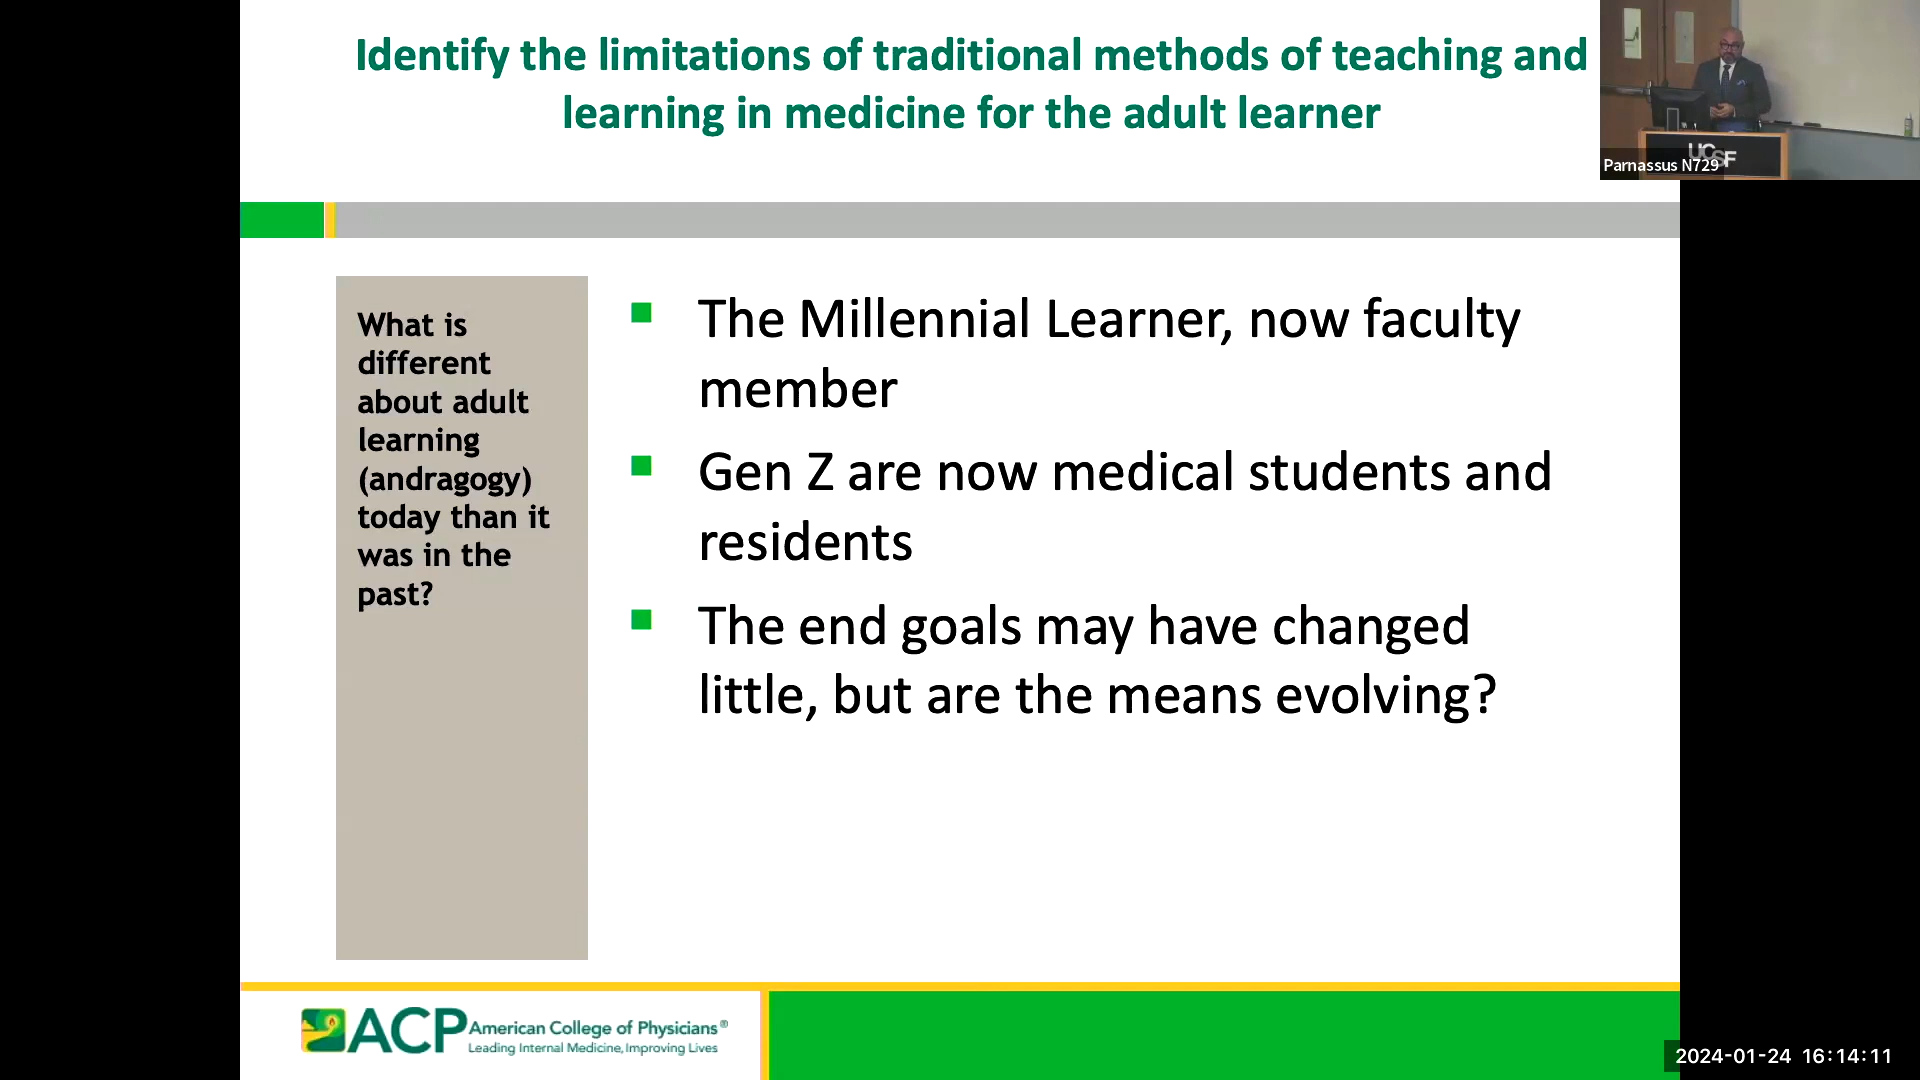 Identify the limitations of traditional methods of teaching and
learning in medicine for the adult learner
UCSF
Parnassus N729
What is
different
about adult
learning
(andragogy)
today than it
was in the
past?
The Millennial Learner, now faculty
member
Gen Z are now medical students and
residents
The end goals may have changed
little, but are the means evolving?
ACP American College of Physicians®
Leading Internal Medicine, Improving Lives
2024-01-24 16:14:11